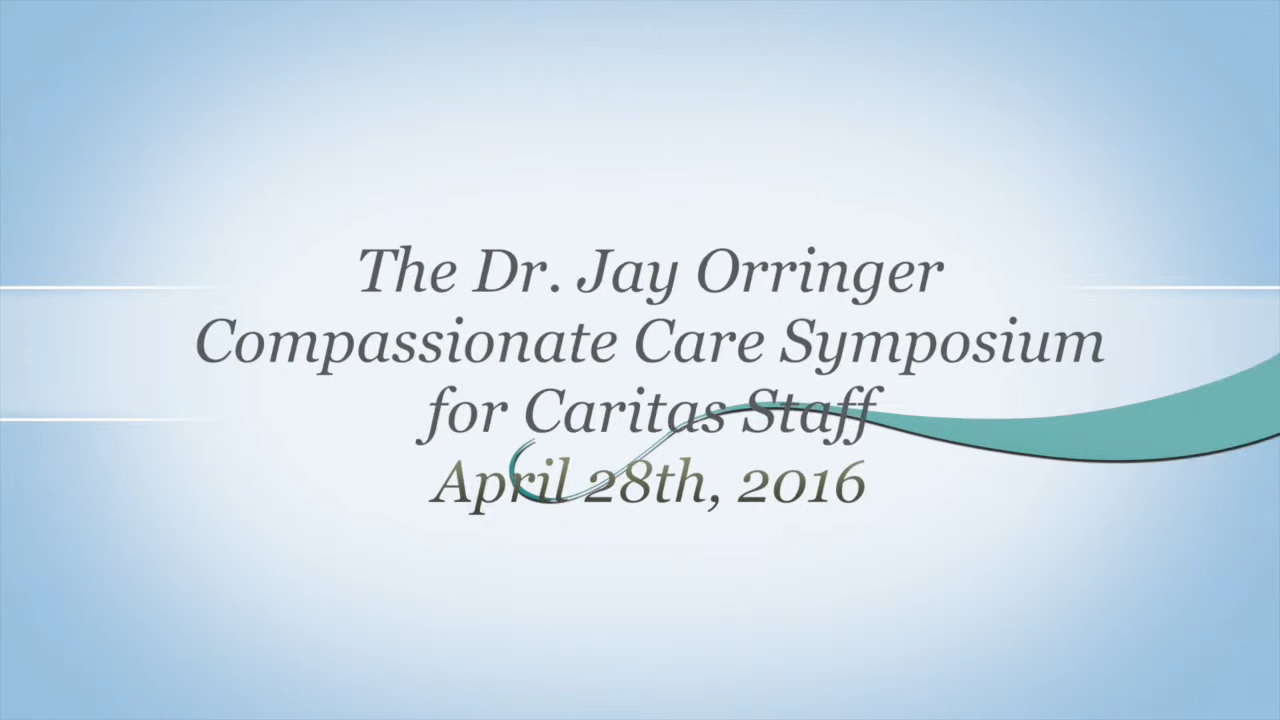 The Dr. Jay Orringer
Compassionate Care Symposium
for Caritas Staff
April 28th, 2016